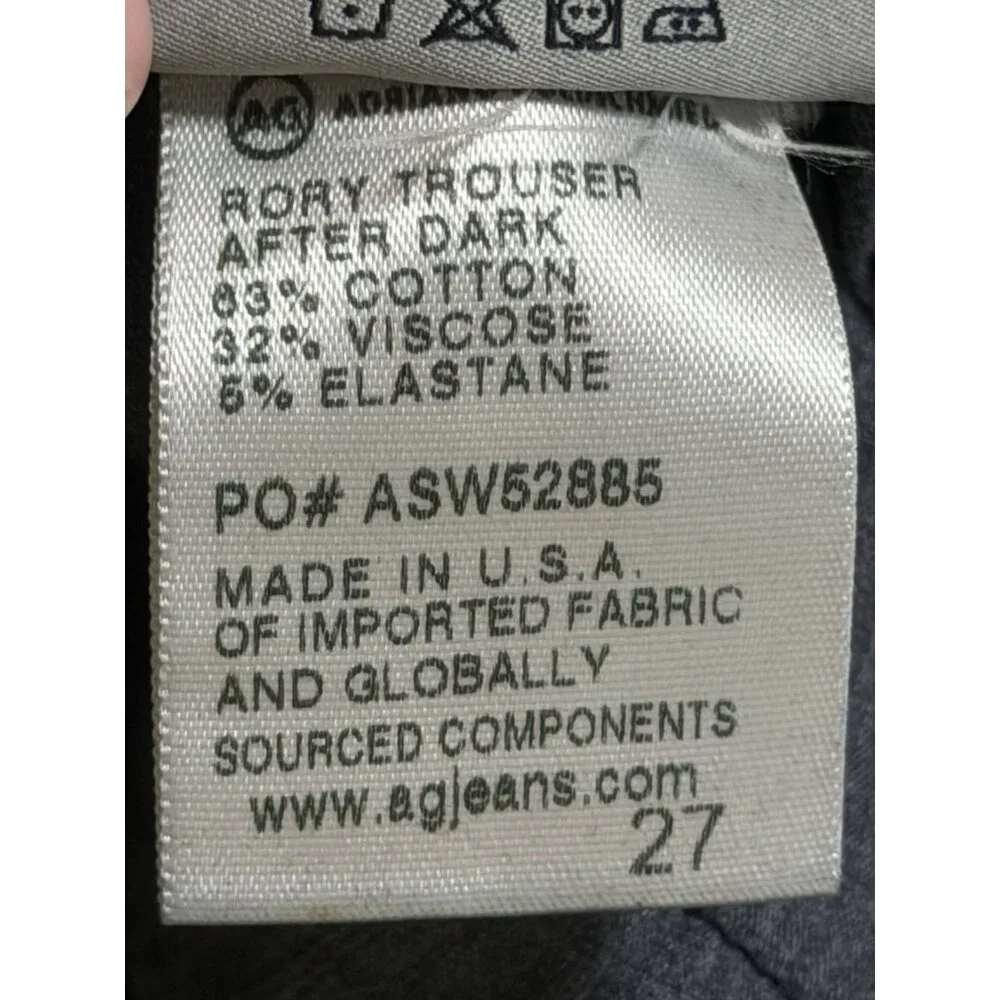 AG
RORY TROUSER
AFTER DARK
63% COTTON
32% VISCOSE
5% ELASTANE
PO# ASW52885
MADE IN U.S.A.
OF IMPORTED FABRIC
AND GLOBALLY
SOURCED COMPONENTS
www.agjeans.com
27